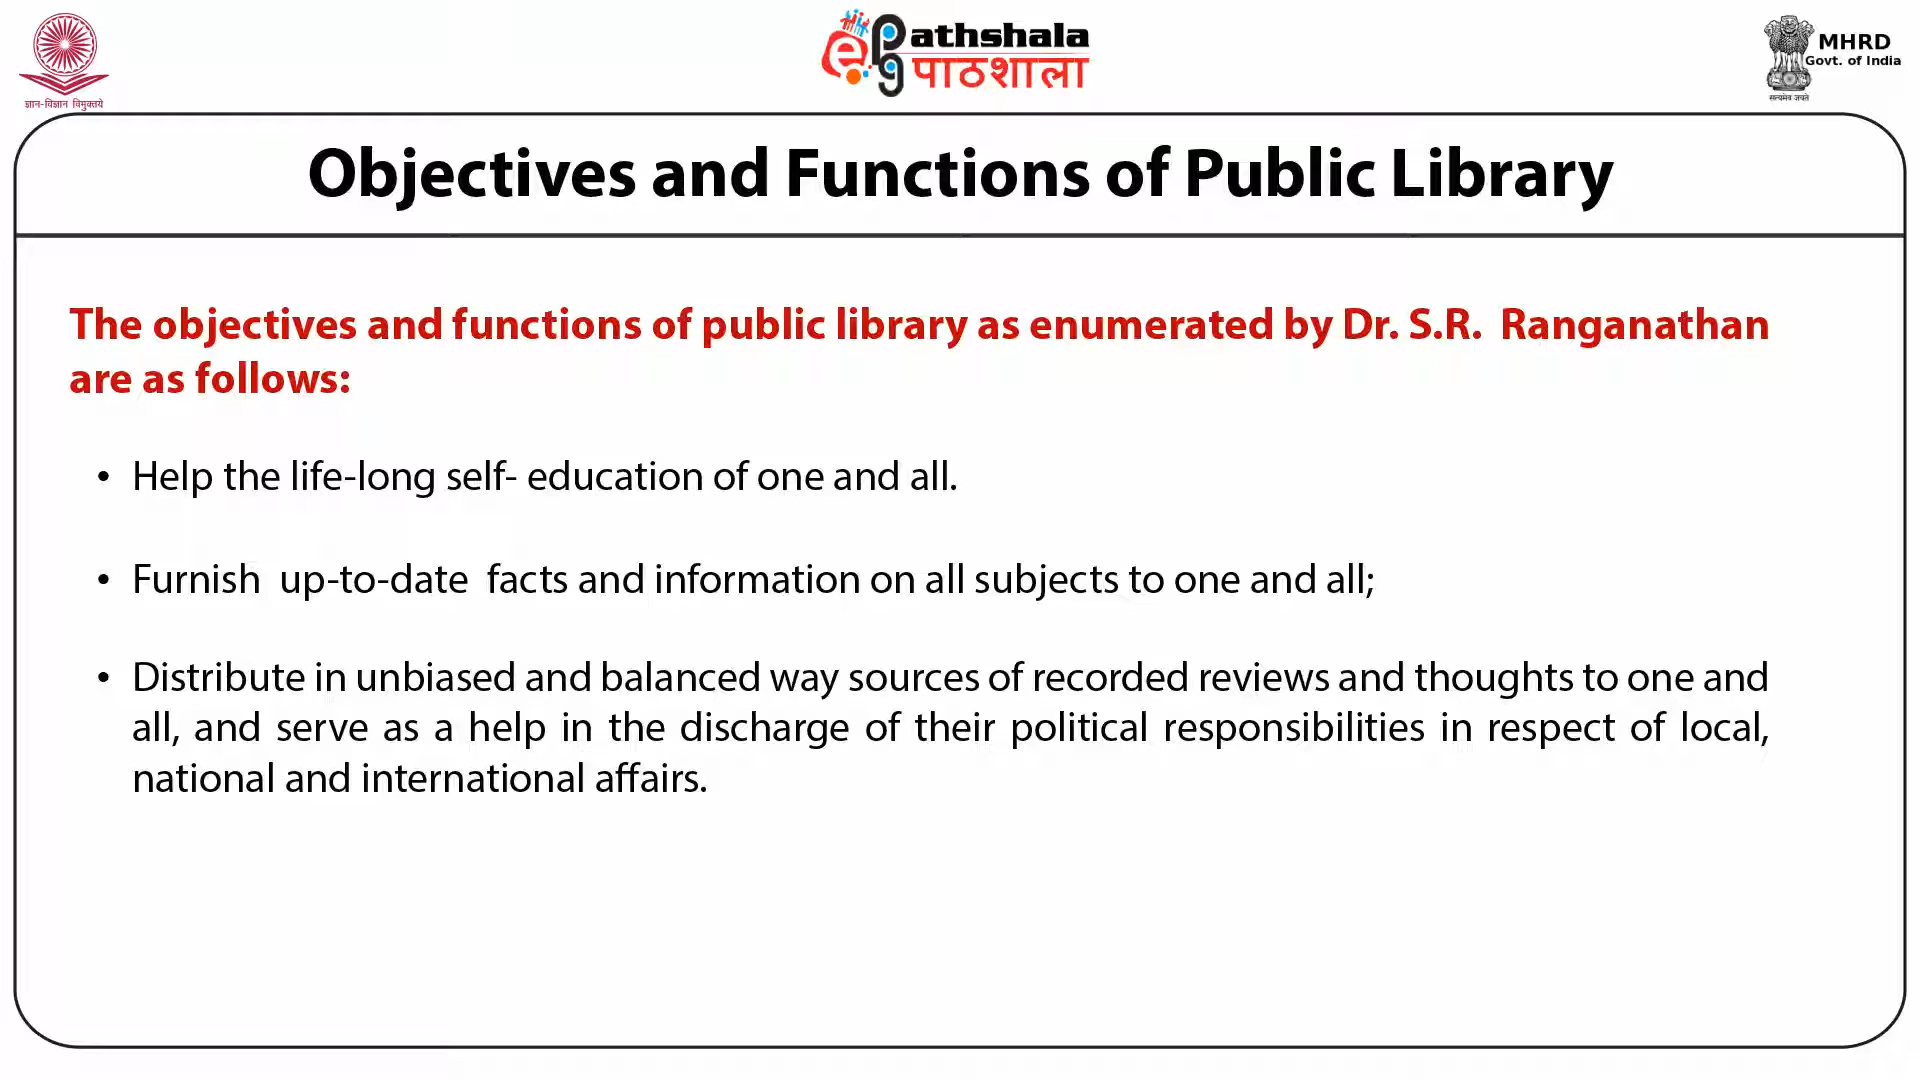 ज्ञान-विज्ञान विमुक्तये
ePathshala
पाठशाला
MHRD
Govt. of India
सत्यमेव जयते
Objectives and Functions of Public Library
The objectives and functions of public library as enumerated by Dr. S.R. Ranganathan
are as follows:
• Help the life-long self- education of one and all.
• Furnish up-to-date facts and information on all subjects to one and all;
• Distribute in unbiased and balanced way sources of recorded reviews and thoughts to one and
all, and serve as a help in the discharge of their political responsibilities in respect of local,
national and international affairs.